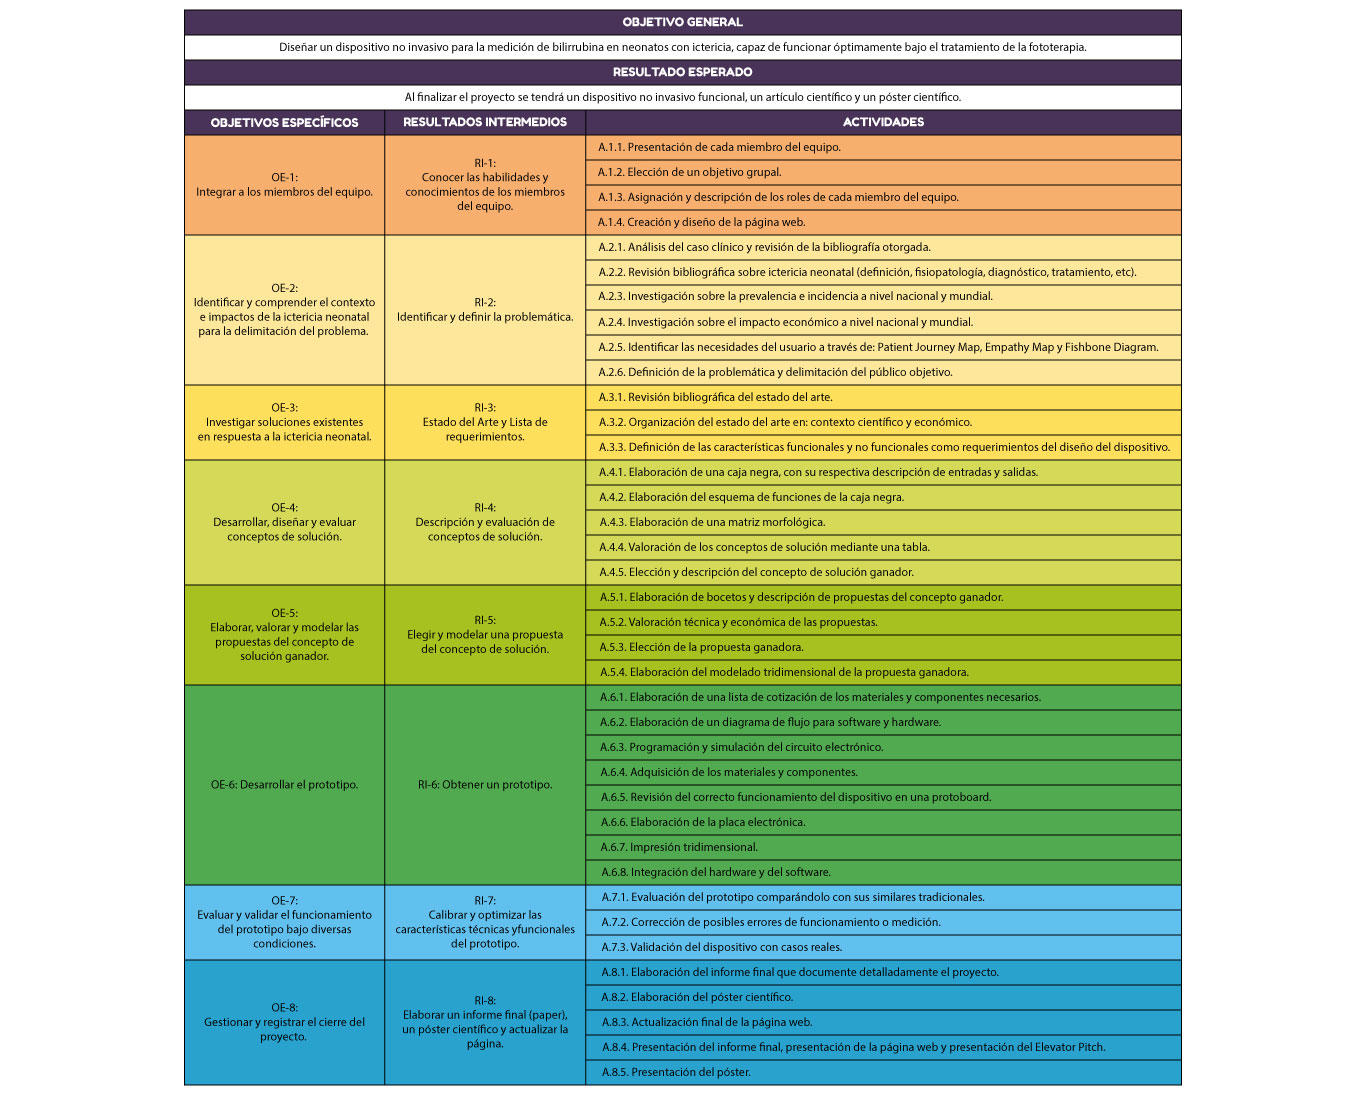 OBJETIVO GENERAL
Diseñar un dispositivo no invasivo para la medición de bilirrubina en neonatos con ictericia, capaz de funcionar óptimamente bajo el tratamiento de la fototerapia.
RESULTADO ESPERADO
Al finalizar el proyecto se tendrá un dispositivo no invasivo funcional, un artículo científico y un póster científico.
OBJETIVOS ESPECÍFICOS
RESULTADOS INTERMEDIOS
ACTIVIDADES
OE-1:
Integrar a los miembros del equipo.
RI-1:
Conocer las habilidades y
conocimientos de los miembros
del equipo.
A.1.1. Presentación de cada miembro del equipo.
A.1.2. Elección de un objetivo grupal.
A.1.3. Asignación y descripción de los roles de cada miembro del equipo.
A.1.4. Creación y diseño de la página web.
OE-2:
Identificar y comprender el contexto
e impactos de la ictericia neonatal
para la delimitación del problema.
RI-2:
Identificar y definir la problemática.
A.2.1. Análisis del caso clínico y revisión de la bibliografía otorgada.
A.2.2. Revisión bibliográfica sobre ictericia neonatal (definición, fisiopatología, diagnóstico, tratamiento, etc).
A.2.3. Investigación sobre la prevalencia e incidencia a nivel nacional y mundial.
A.2.4. Investigación sobre el impacto económico a nivel nacional y mundial.
A.2.5. Identificar las necesidades del usuario a través de: Patient Journey Map, Empathy Map y Fishbone Diagram.
A.2.6. Definición de la problemática y delimitación del público objetivo.
OE-3:
Investigar soluciones existentes
en respuesta a la ictericia neonatal.
RI-3:
Estado del Arte y Lista de
requerimientos.
A.3.1. Revisión bibliográfica del estado del arte.
A.3.2. Organización del estado del arte en: contexto científico y económico.
A.3.3. Definición de las características funcionales y no funcionales como requerimientos del diseño del dispositivo.
OE-4:
Desarrollar, diseñar y evaluar
conceptos de solución.
RI-4:
Descripción y evaluación de
conceptos de solución.
A.4.1. Elaboración de una caja negra, con su respectiva descripción de entradas y salidas.
A.4.2. Elaboración del esquema de funciones de la caja negra.
A.4.3. Elaboración de una matriz morfológica.
A.4.4. Valoración de los conceptos de solución mediante una tabla.
A.4.5. Elección y descripción del concepto de solución ganador.
OE-5:
Elaborar, valorar y modelar las
propuestas del concepto de
solución ganador.
RI-5:
Elegir y modelar una propuesta
del concepto de solución.
A.5.1. Elaboración de bocetos y descripción de propuestas del concepto ganador.
A.5.2. Valoración técnica y económica de las propuestas.
A.5.3. Elección de la propuesta ganadora.
A.5.4. Elaboración del modelado tridimensional de la propuesta ganadora.
OE-6: Desarrollar el prototipo.
RI-6: Obtener un prototipo.
A.6.1. Elaboración de una lista de cotización de los materiales y componentes necesarios.
A.6.2. Elaboración de un diagrama de flujo para software y hardware.
A.6.3. Programación y simulación del circuito electrónico.
A.6.4. Adquisición de los materiales y componentes.
A.6.5. Revisión del correcto funcionamiento del dispositivo en una protoboard.
A.6.6. Elaboración de la placa electrónica.
A.6.7. Impresión tridimensional.
A.6.8. Integración del hardware y del software.
OE-7:
Evaluar y validar el funcionamiento
del prototipo bajo diversas
condiciones.
RI-7:
Calibrar y optimizar las
características técnicas yfuncionales
del prototipo.
A.7.1. Evaluación del prototipo comparándolo con sus similares tradicionales.
A.7.2. Corrección de posibles errores de funcionamiento o medición.
A.7.3. Validación del dispositivo con casos reales.
OE-8:
Gestionar y registrar el cierre del
proyecto.
RI-8:
Elaborar un informe final (paper),
un póster científico y actualizar la
página.
A.8.1. Elaboración del informe final que documente detalladamente el proyecto.
A.8.2. Elaboración del póster científico.
A.8.3. Actualización final de la página web.
A.8.4. Presentación del informe final, presentación de la página web y presentación del Elevator Pitch.
A.8.5. Presentación del póster.